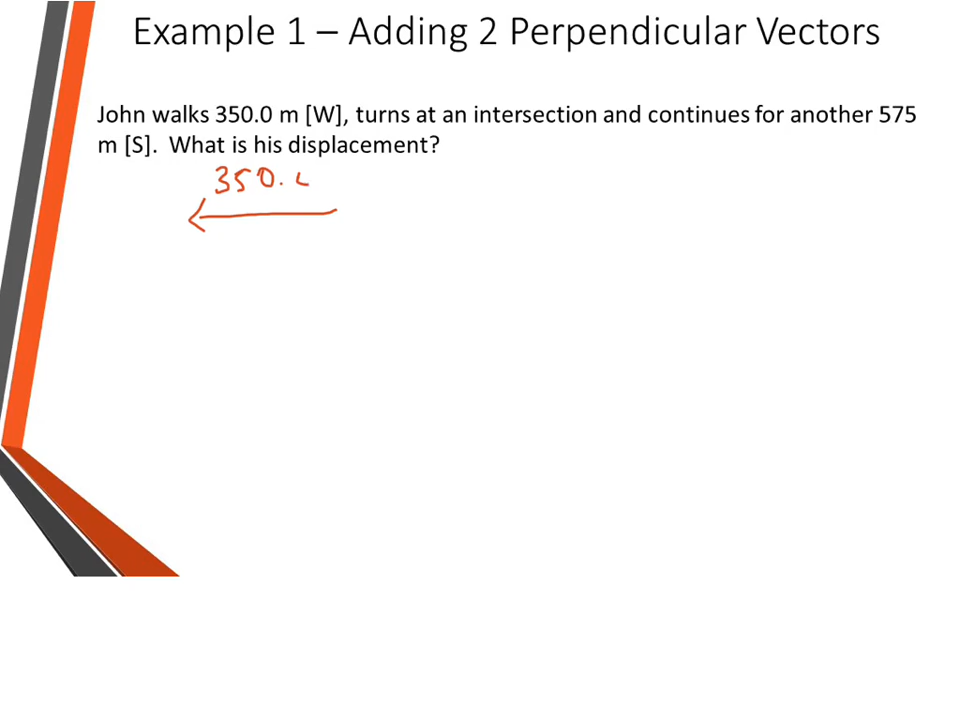 Example 1 – Adding 2 Perpendicular Vectors
John walks 350.0 m [W], turns at an intersection and continues for another 575
m [S].  What is his displacement?
350.